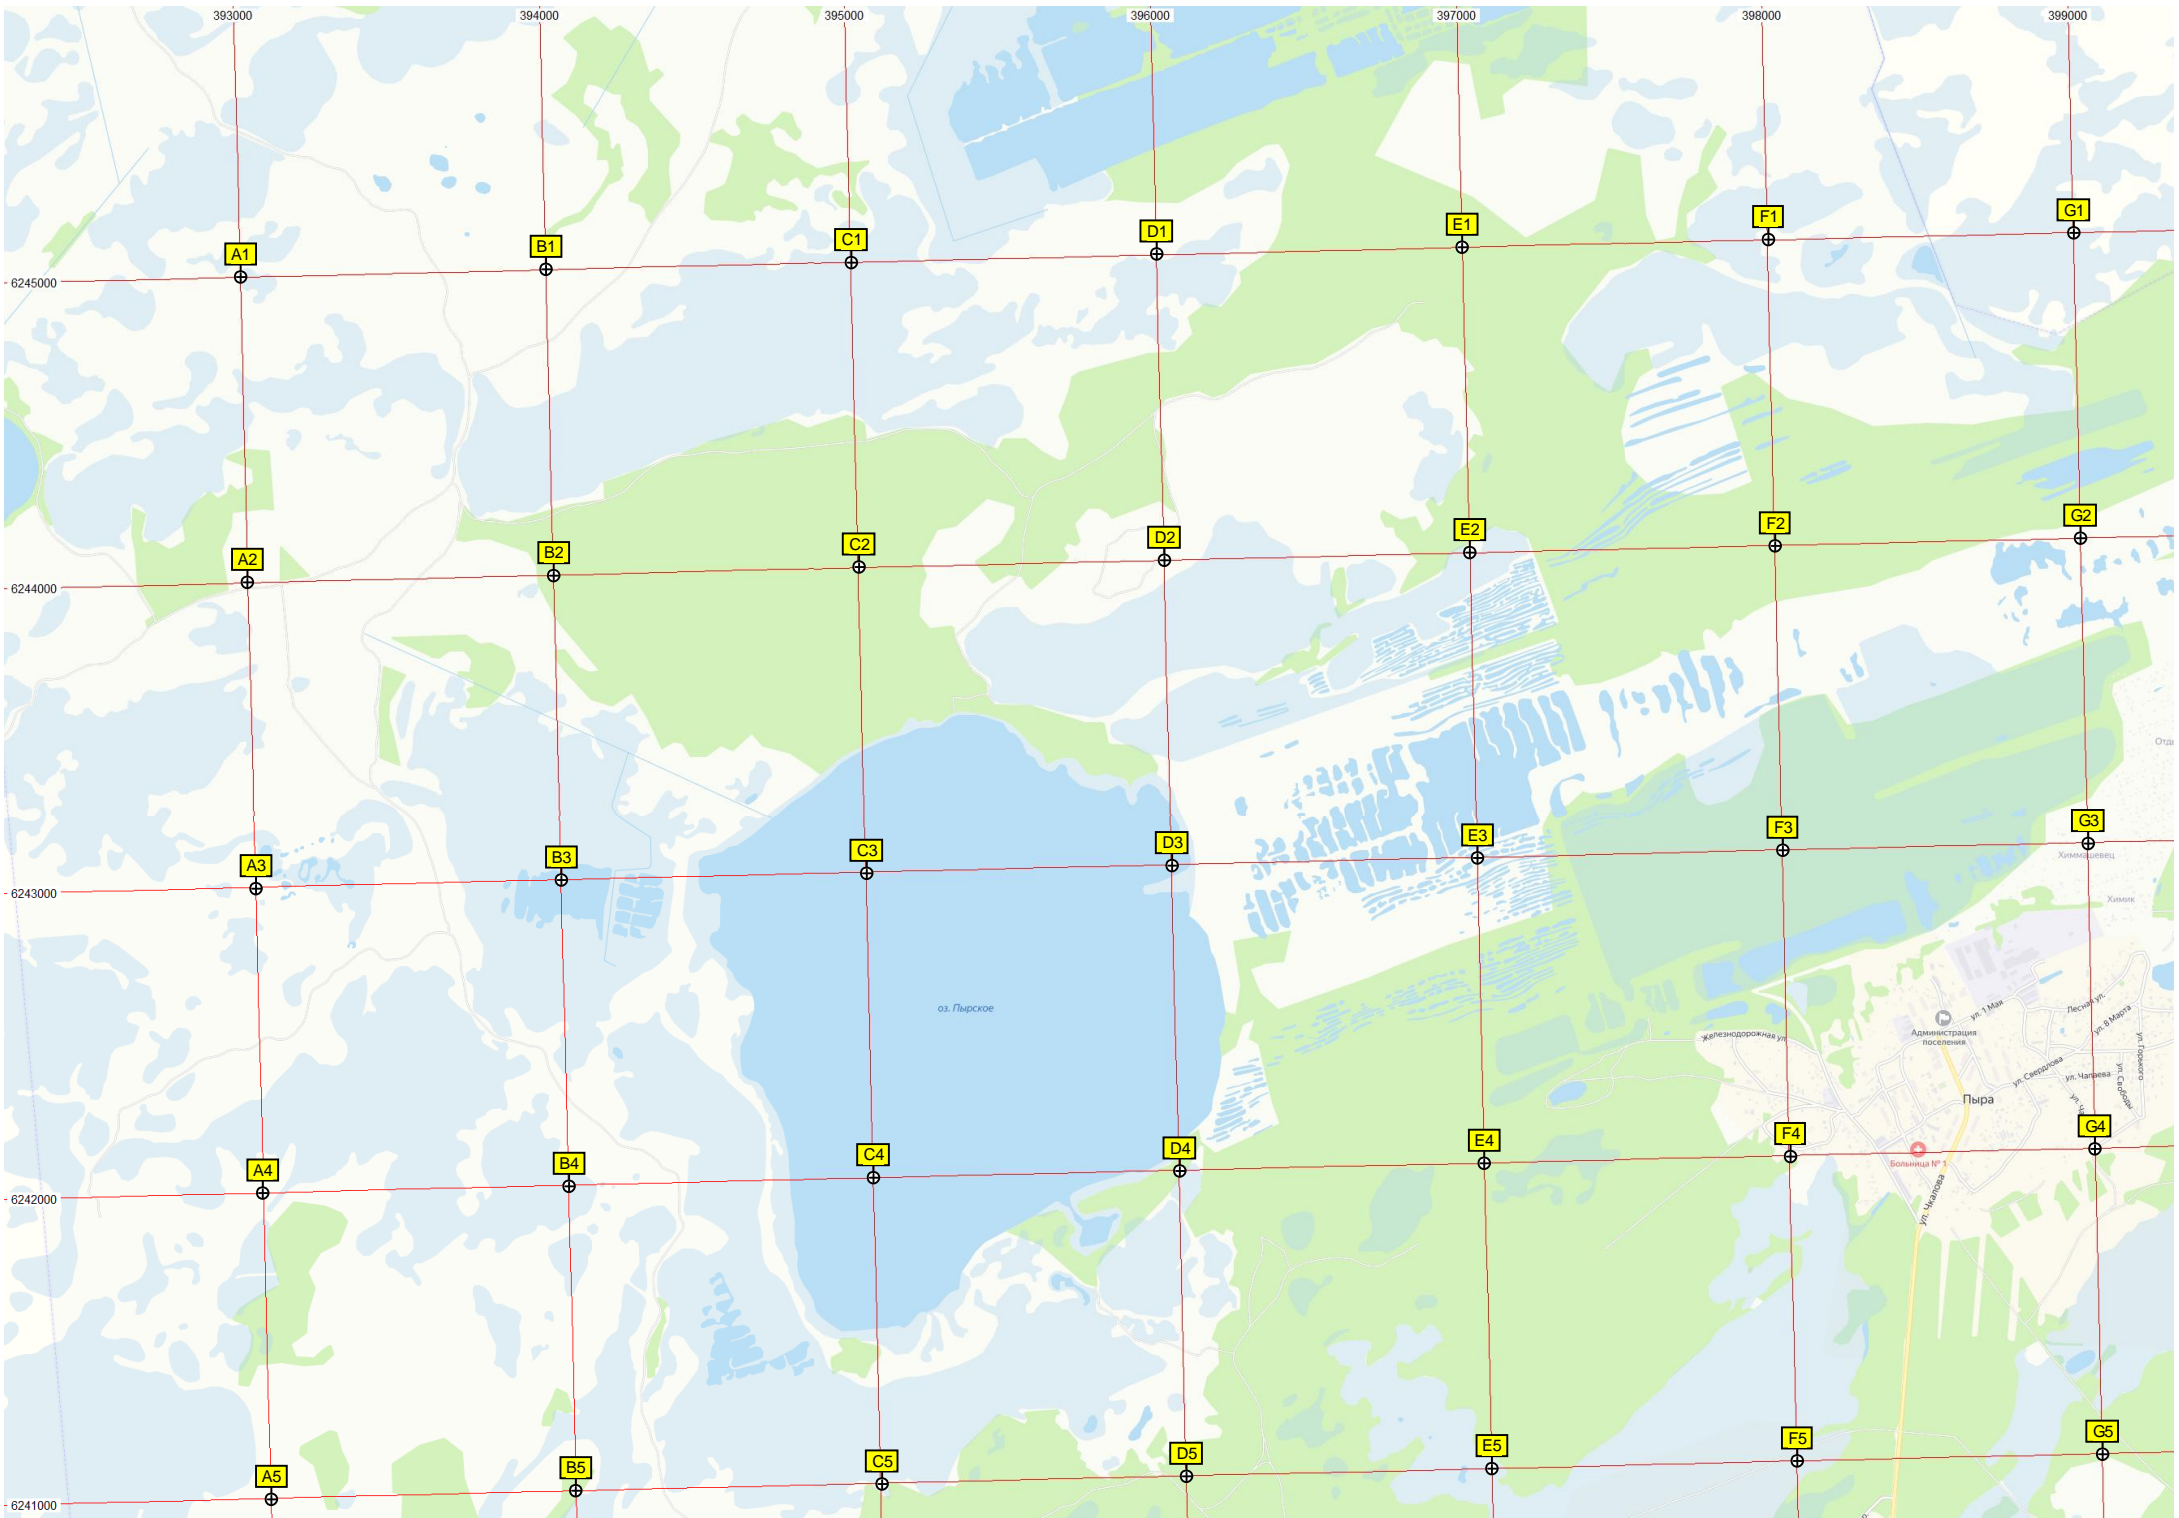 393000 394000 395000 396000 397000 398000 399000
A1 B1 C1 D1 E1 F1 G1
6245000
A2 B2 C2 D2 E2 F2 G2
6244000
A3 B3 C3 D3 E3 F3 G3
Химмашевец
6243000
Химик
оз. Пырское
ул. 1 Мая
Лесная ул.
ул. 8 Марта
Администрация
поселения
Железнодорожная ул.
ул. Горького
ул. Свердлова
ул. Чапаева
ул. Свободы
Пыра
A4 B4 C4 D4 E4 F4 G4
Больница № 1
6242000
ул. Чкалова
A5 B5 C5 D5 E5 F5 G5
6241000